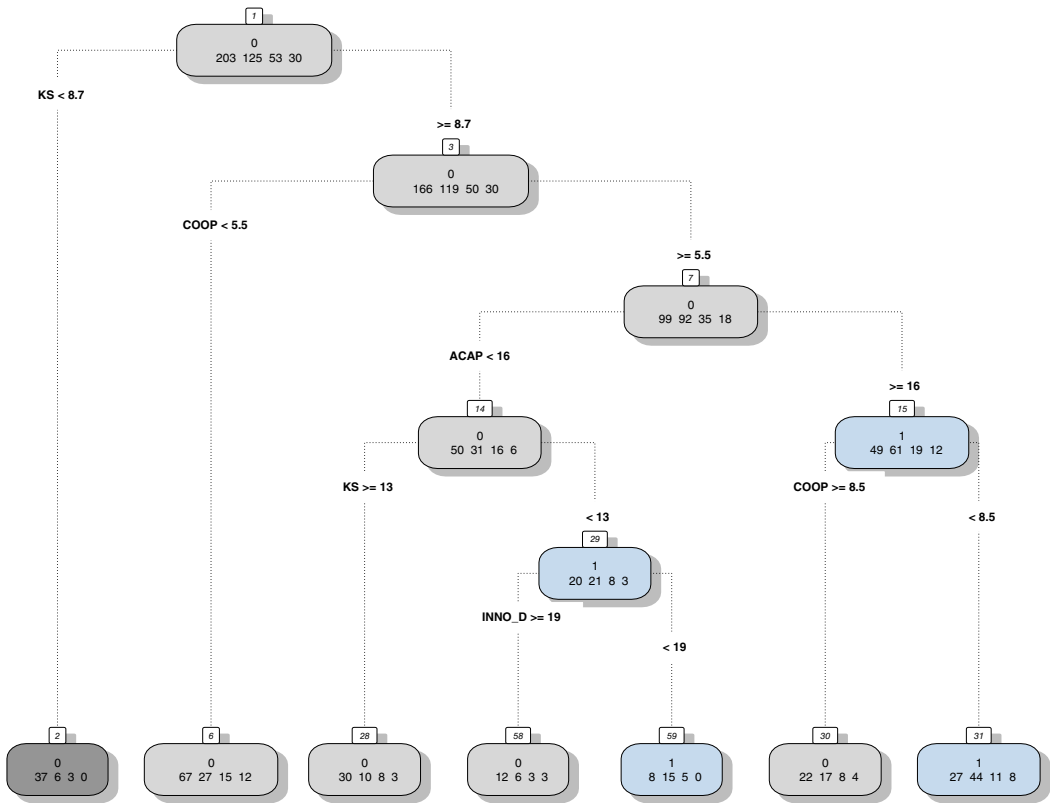 1
0
203 125 53 30
KS < 8.7
>= 8.7
3
0
166 119 50 30
COOP < 5.5
>= 5.5
7
0
99 92 35 18
ACAP < 16
>= 16
14
0
50 31 16 6
15
1
49 61 19 12
KS >= 13
COOP >= 8.5
< 13
< 8.5
29
1
20 21 8 3
INNO_D >= 19
< 19
2
0
37 6 3 0
6
0
67 27 15 12
28
0
30 10 8 3
58
0
12 6 3 3
59
1
8 15 5 0
30
0
22 17 8 4
31
1
27 44 11 8